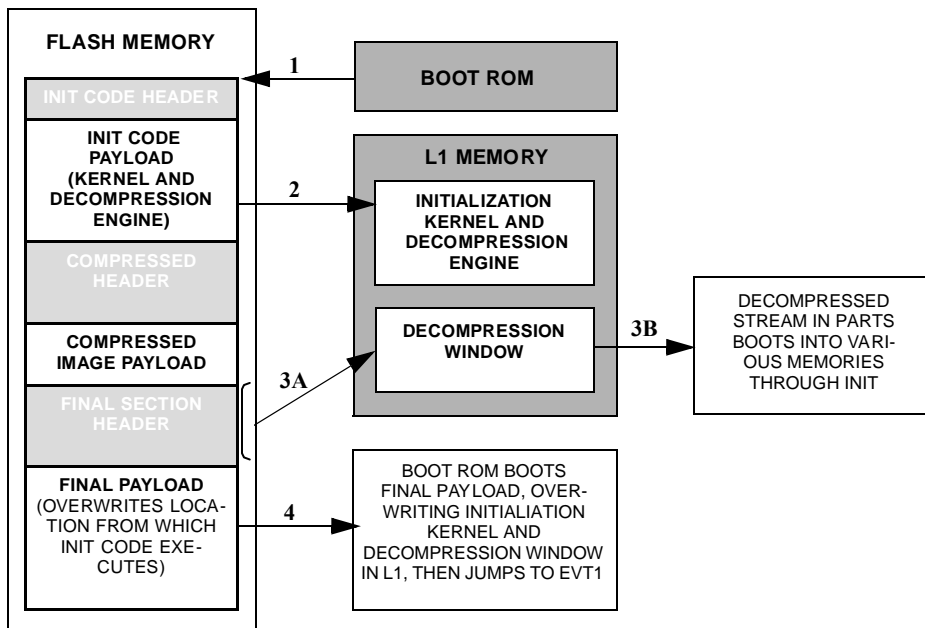 FLASH MEMORY
INIT CODE HEADER
INIT CODE
PAYLOAD
(KERNEL AND
DECOMPRESSION
ENGINE)
COMPRESSED
HEADER
COMPRESSED
IMAGE PAYLOAD
FINAL SECTION
HEADER
FINAL PAYLOAD
(OVERWRITES LOCA-
TION FROM WHICH
INIT CODE EXE-
CUTES)
1
BOOT ROM
L1 MEMORY
2
INITIALIZATION
KERNEL AND
DECOMPRESSION
ENGINE
3A
DECOMPRESSION
WINDOW
3B
DECOMPRESSED
STREAM IN PARTS
BOOTS INTO VARI-
OUS MEMORIES
THROUGH INIT
4
BOOT ROM BOOTS
FINAL PAYLOAD, OVER-
WRITING INITIALIATION
KERNEL AND
DECOMPRESSION WINDOW
IN L1, THEN JUMPS TO EVT1